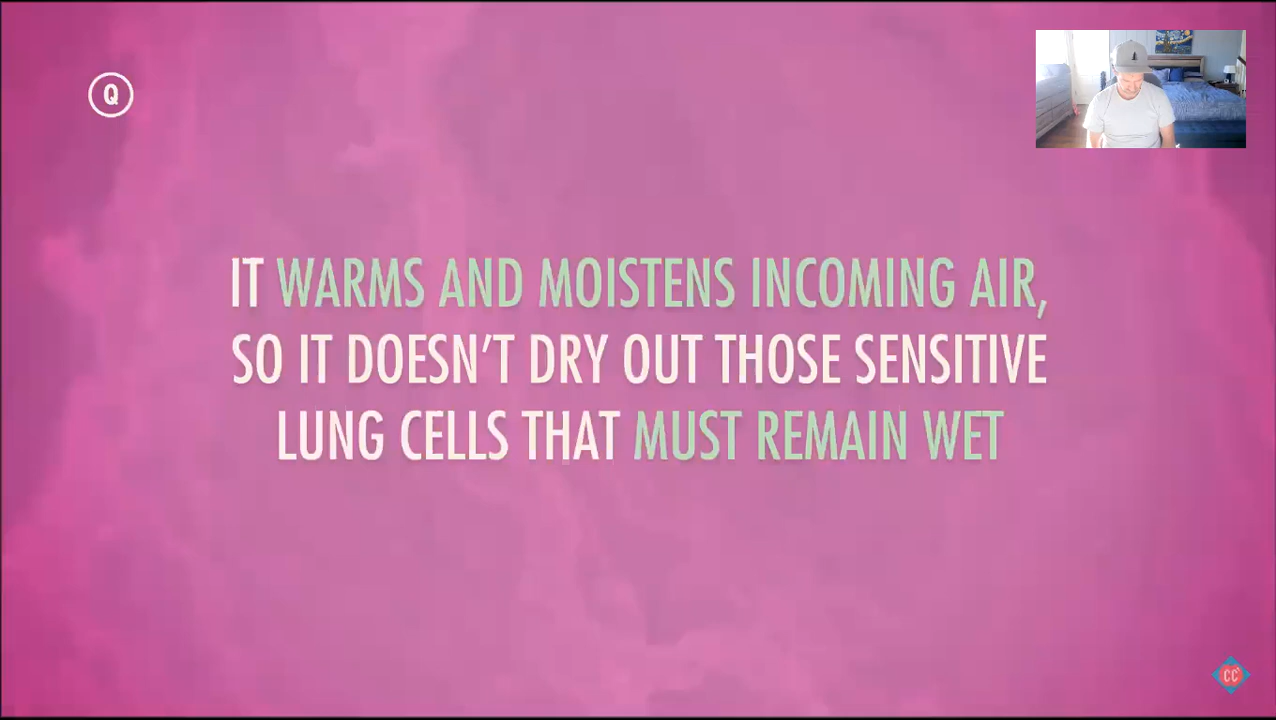 Q
IT WARMS AND MOISTENS INCOMING AIR,
SO IT DOESN'T DRY OUT THOSE SENSITIVE
LUNG CELLS THAT MUST REMAIN WET
CC